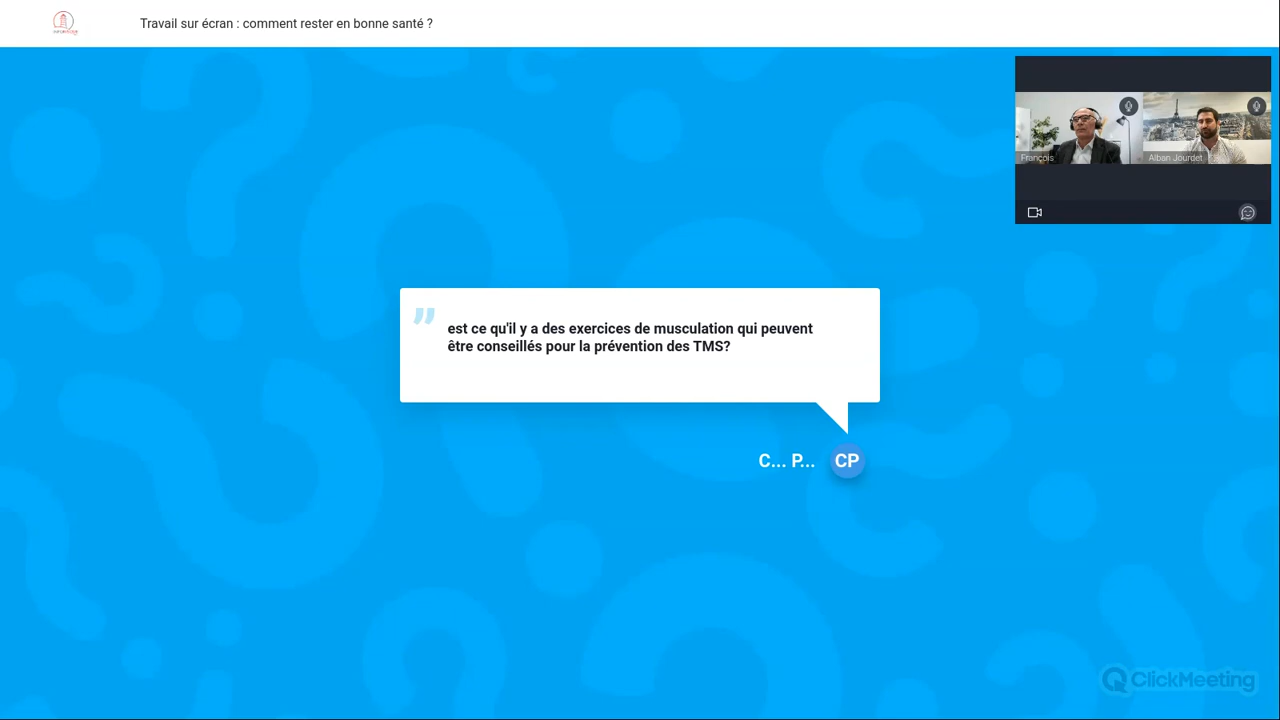 Travail sur écran : comment rester en bonne santé ?
François
Alban Jourdet
est ce qu'il y a des exercices de musculation qui peuvent
être conseillés pour la prévention des TMS?
C... P...
CP
ClickMeeting